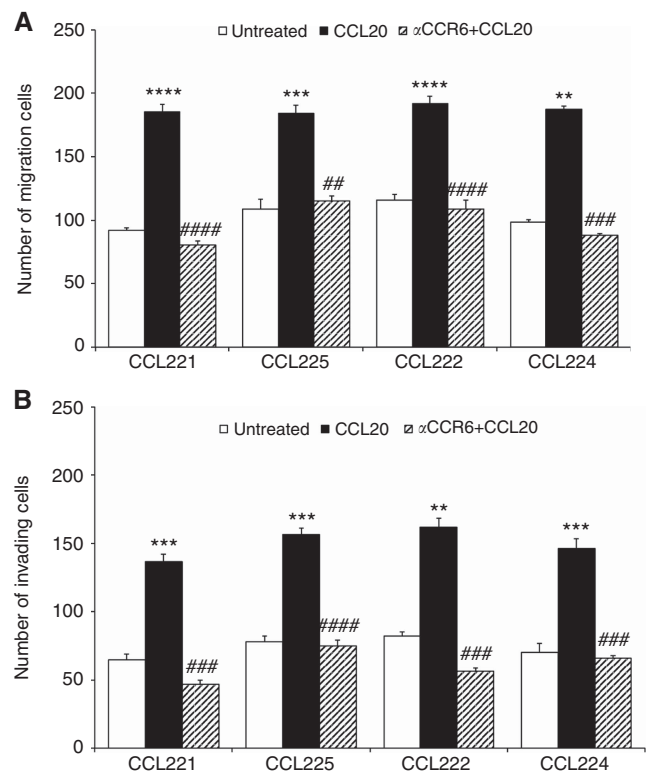 A
250
200
150
100
50
0
Number of migration cells
Untreated CCL20 αCCR6+CCL20
**** *** **** **
#### ## #### ###
CCL221 CCL225 CCL222 CCL224
B
250
200
150
100
50
0
Number of invading cells
Untreated CCL20 αCCR6+CCL20
*** *** ** ***
### #### ### ###
CCL221 CCL225 CCL222 CCL224